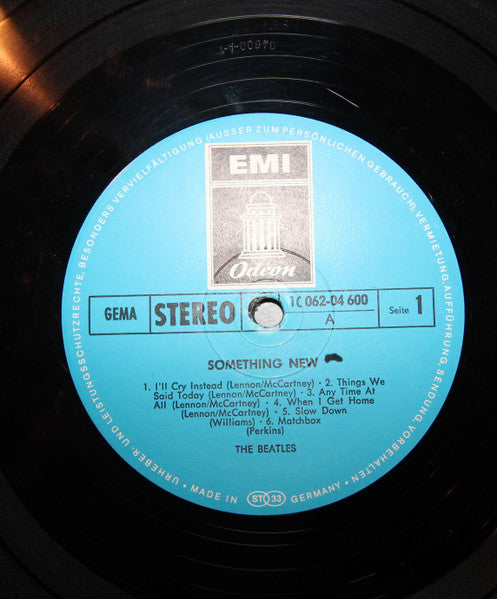 EMI
Odeon
GEMA
STEREO
1C 062-04 600
A
Seite 1
SOMETHING NEW
1. I'll Cry Instead (Lennon/McCartney) · 2. Things We
Said Today (Lennon/McCartney) · 3. Any Time At
All (Lennon/McCartney) · 4. When I Get Home
(Lennon/McCartney) · 5. Slow Down
(Williams) · 6. Matchbox
(Perkins)
THE BEATLES
URHEBER- UND LEISTUNGSSCHUTZRECHTE, BESONDERS VERVIELFÄLTIGUNG (AUSSER ZUM PERSÖNLICHEN GEBRAUCH), VERMIETUNG, AUFFÜHRUNG, SENDUNG, VORBEHALTEN ·
MADE IN ST 33 GERMANY ·